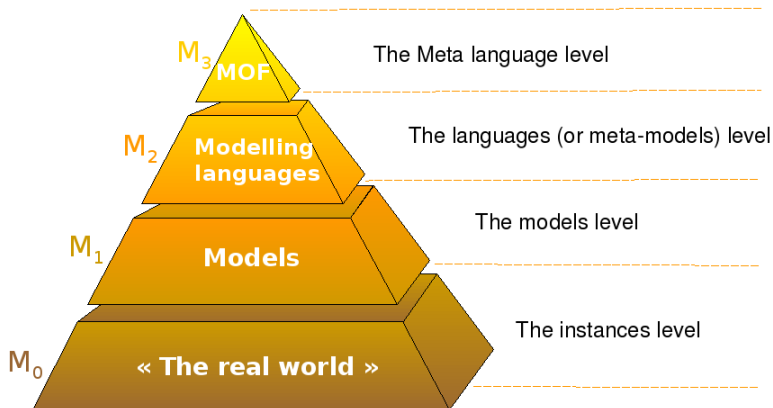 M3
MOF
The Meta language level
M2
Modelling
languages
The languages (or meta-models) level
M1
Models
The models level
M0
« The real world »
The instances level